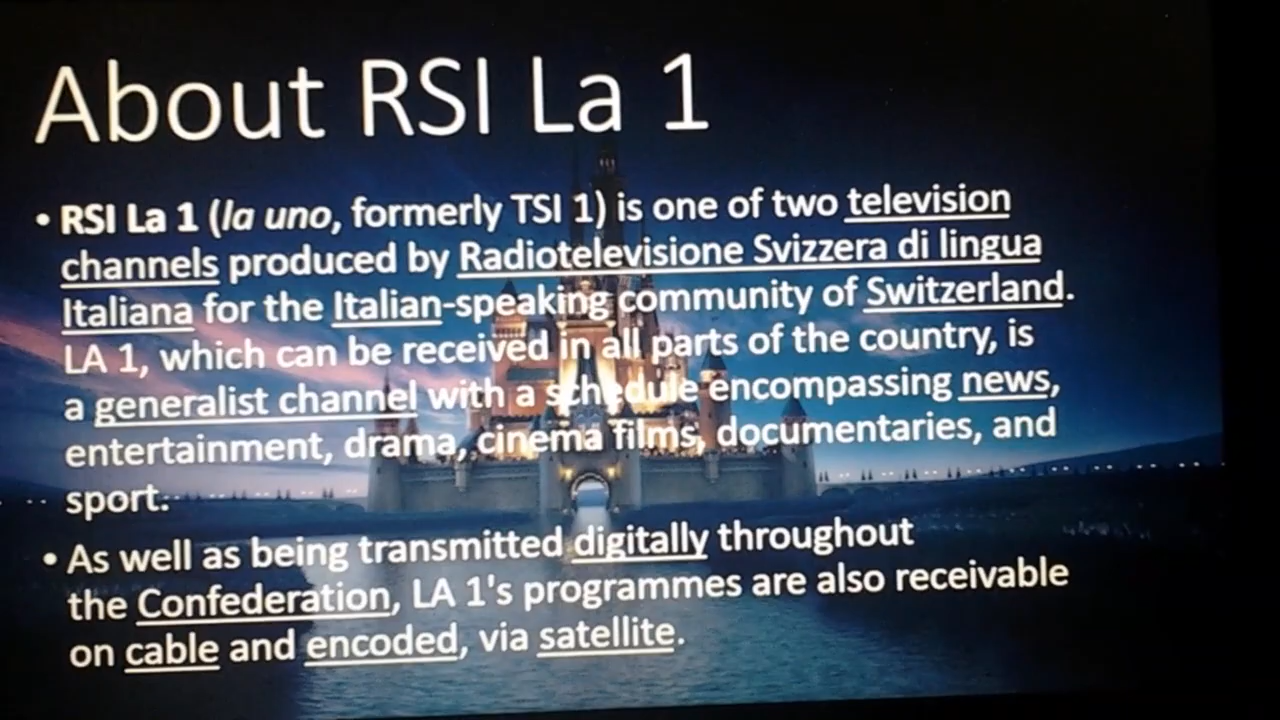 About RSI La 1
• RSI La 1 (la uno, formerly TSI 1) is one of two television
channels produced by Radiotelevisione Svizzera di lingua
Italiana for the Italian-speaking community of Switzerland.
LA 1, which can be received in all parts of the country, is
a generalist channel with a schedule encompassing news,
entertainment, drama, cinema films, documentaries, and
sport.
• As well as being transmitted digitally throughout
the Confederation, LA 1's programmes are also receivable
on cable and encoded, via satellite.